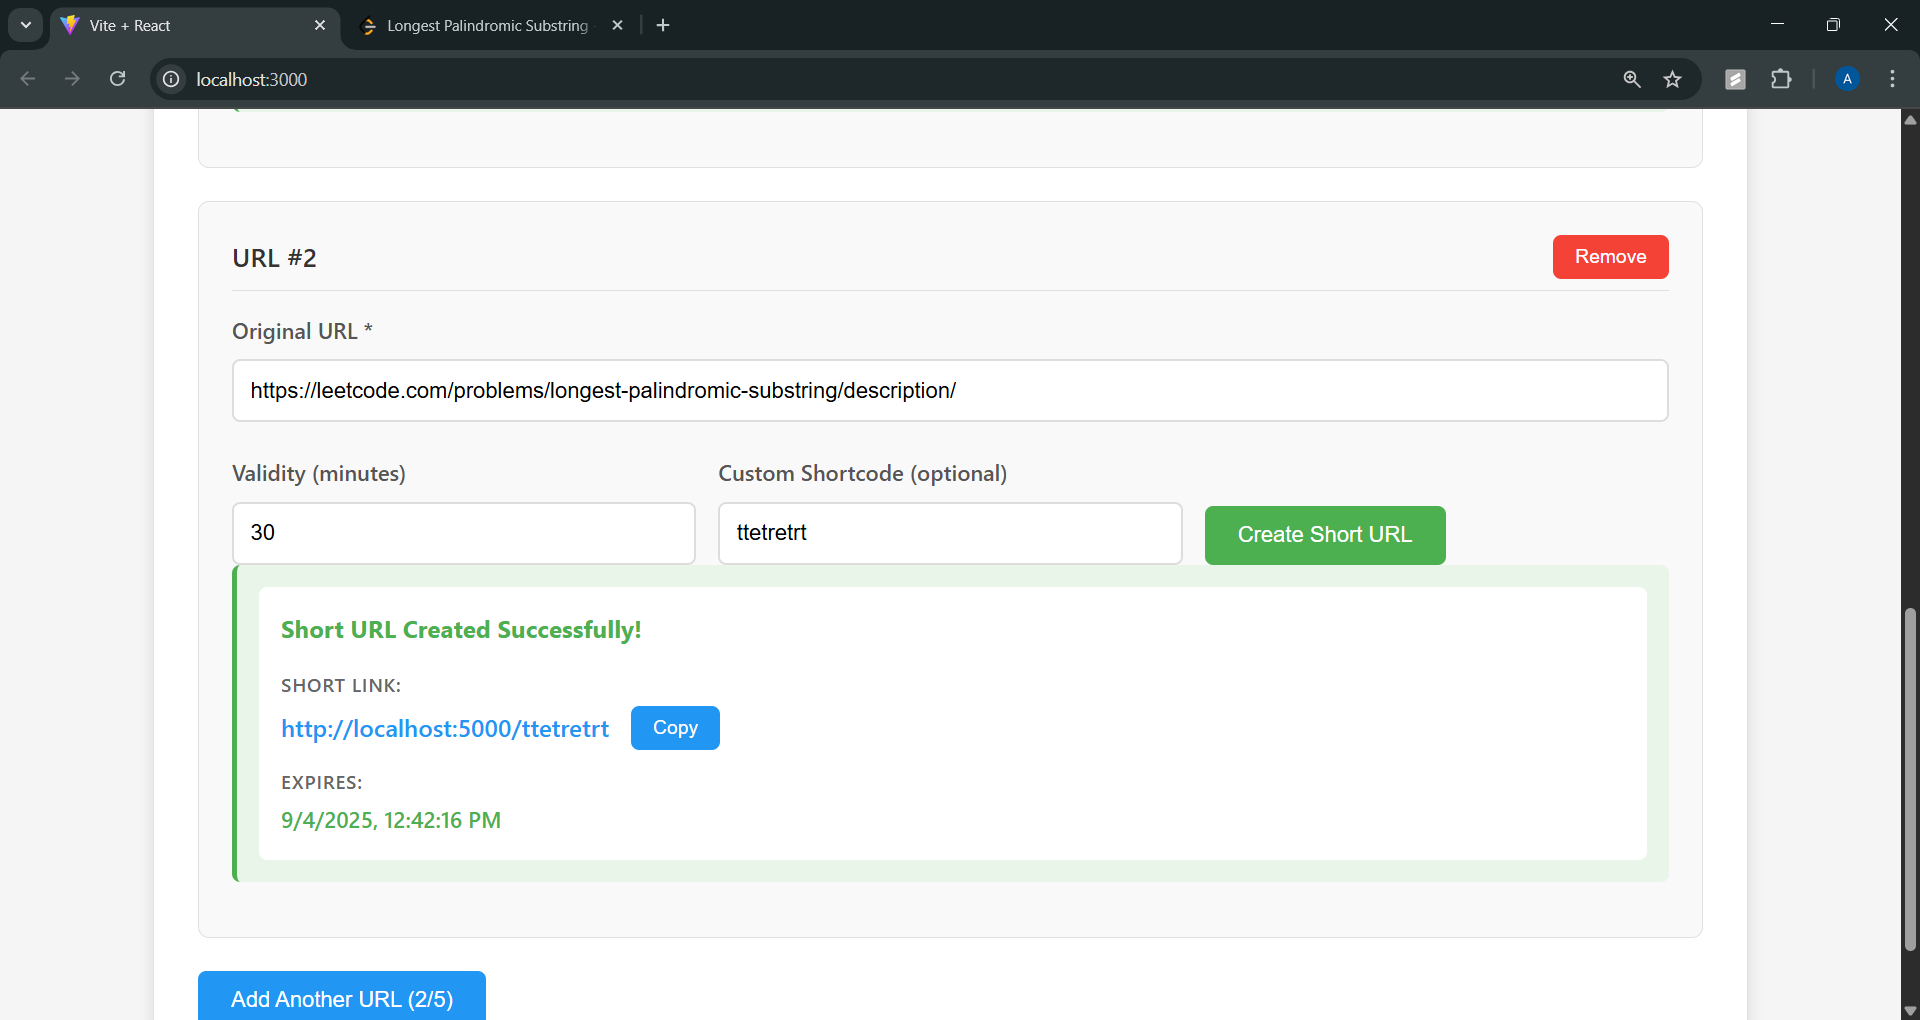 Vite + React
Longest Palindromic Substring
localhost:3000
A
URL #2
Remove
Original URL *
https://leetcode.com/problems/longest-palindromic-substring/description/
Validity (minutes)
Custom Shortcode (optional)
30
ttetretrt
Create Short URL
Short URL Created Successfully!
SHORT LINK:
http://localhost:5000/ttetretrt
Copy
EXPIRES:
9/4/2025, 12:42:16 PM
Add Another URL (2/5)